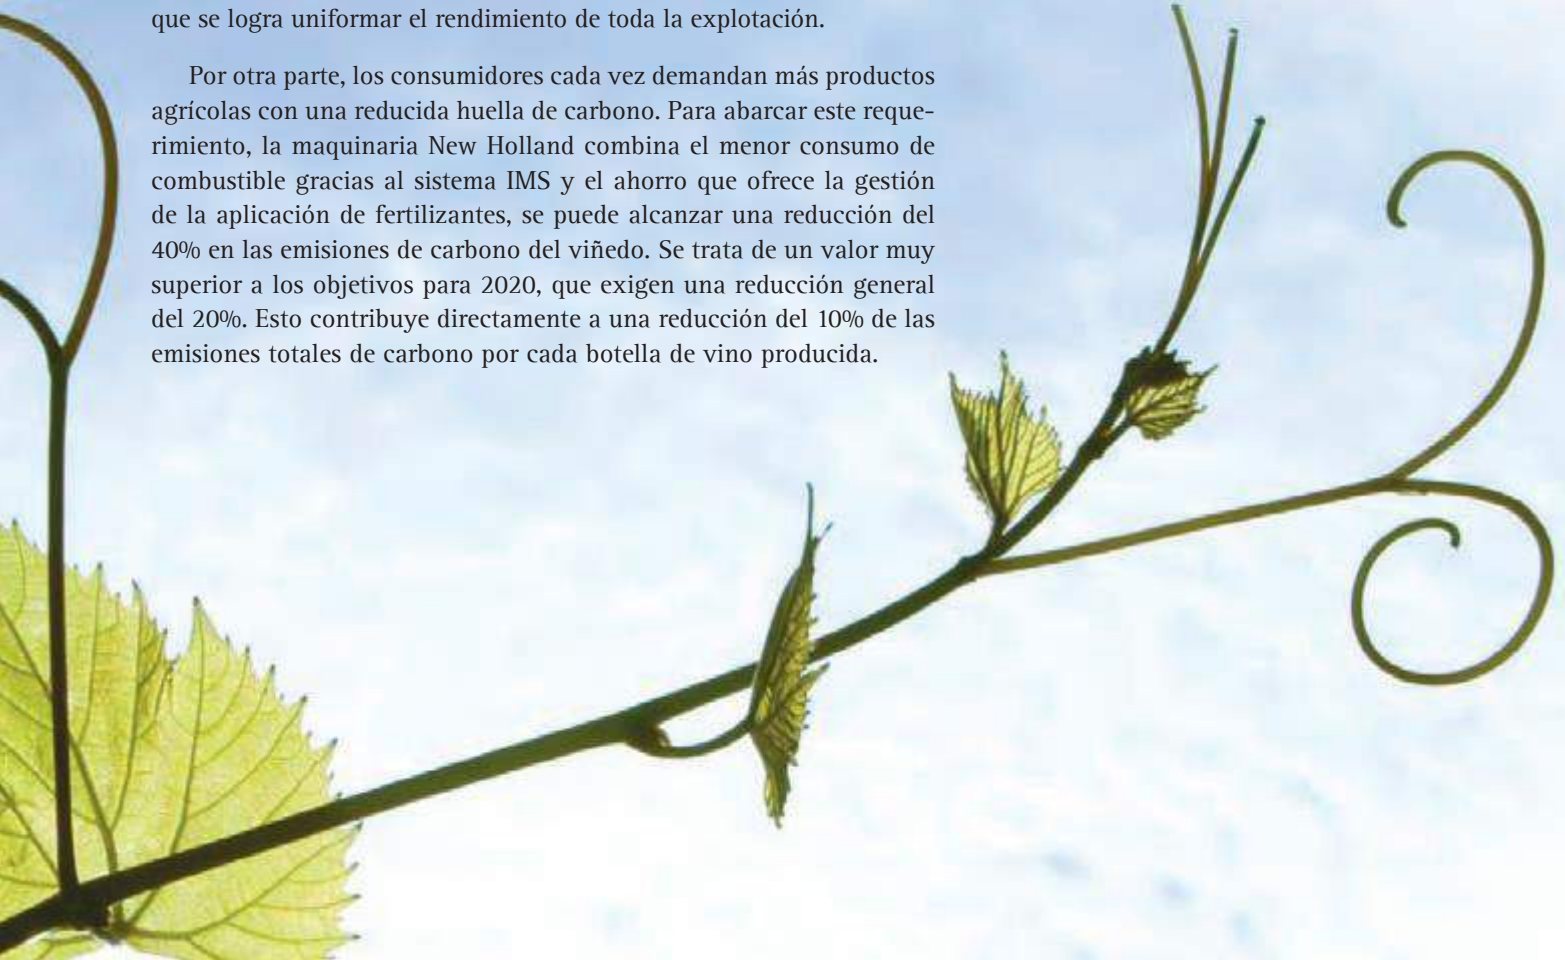 que se logra uniformar el rendimiento de toda la explotación.
Por otra parte, los consumidores cada vez demandan más productos
agrícolas con una reducida huella de carbono. Para abarcar este reque-
rimiento, la maquinaria New Holland combina el menor consumo de
combustible gracias al sistema IMS y el ahorro que ofrece la gestión
de la aplicación de fertilizantes, se puede alcanzar una reducción del
40% en las emisiones de carbono del viñedo. Se trata de un valor muy
superior a los objetivos para 2020, que exigen una reducción general
del 20%. Esto contribuye directamente a una reducción del 10% de las
emisiones totales de carbono por cada botella de vino producida.